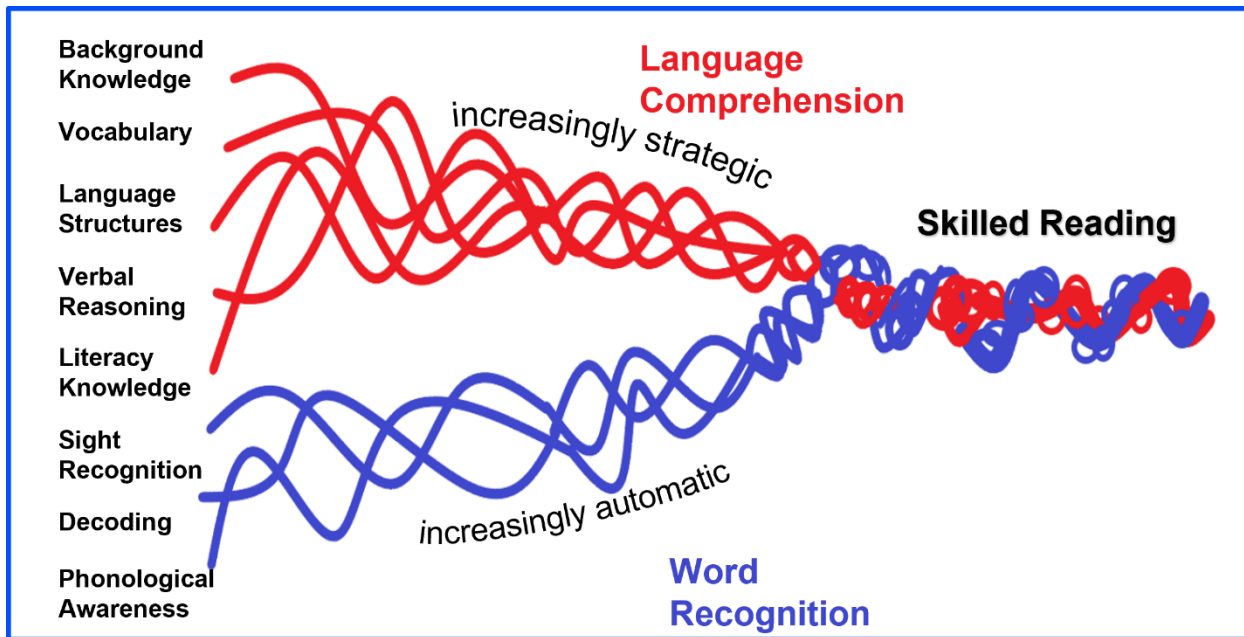 Background
Knowledge
Vocabulary
Language
Structures
Verbal
Reasoning
Literacy
Knowledge
Sight
Recognition
Decoding
Phonological
Awareness
Language
Comprehension
increasingly strategic
Skilled Reading
increasingly automatic
Word
Recognition